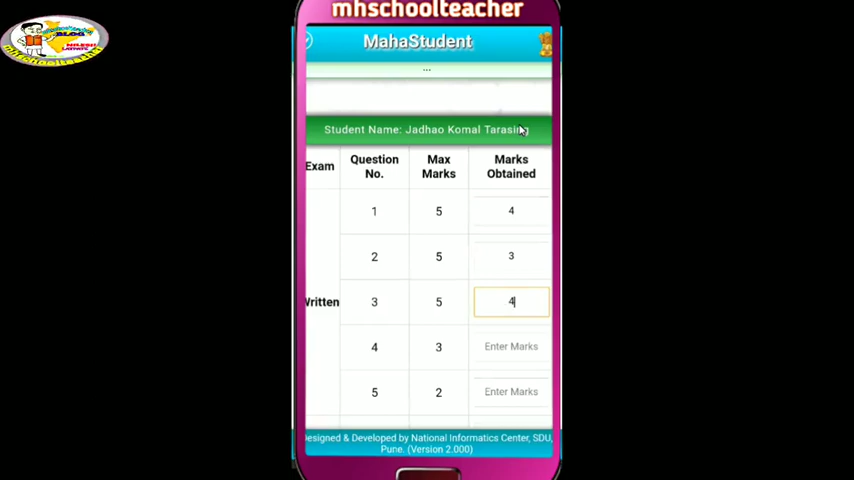 mhschoolteacher
MahaStudent
...
Student Name: Jadhao Komal Tarasing
Exam Question No. Max Marks Marks Obtained
1 5 4
2 5 3
Written 3 5 4
4 3 Enter Marks
5 2 Enter Marks
Designed & Developed by National Informatics Center, SDU,
Pune. (Version 2.000)
BLOG
mhschoolteacher